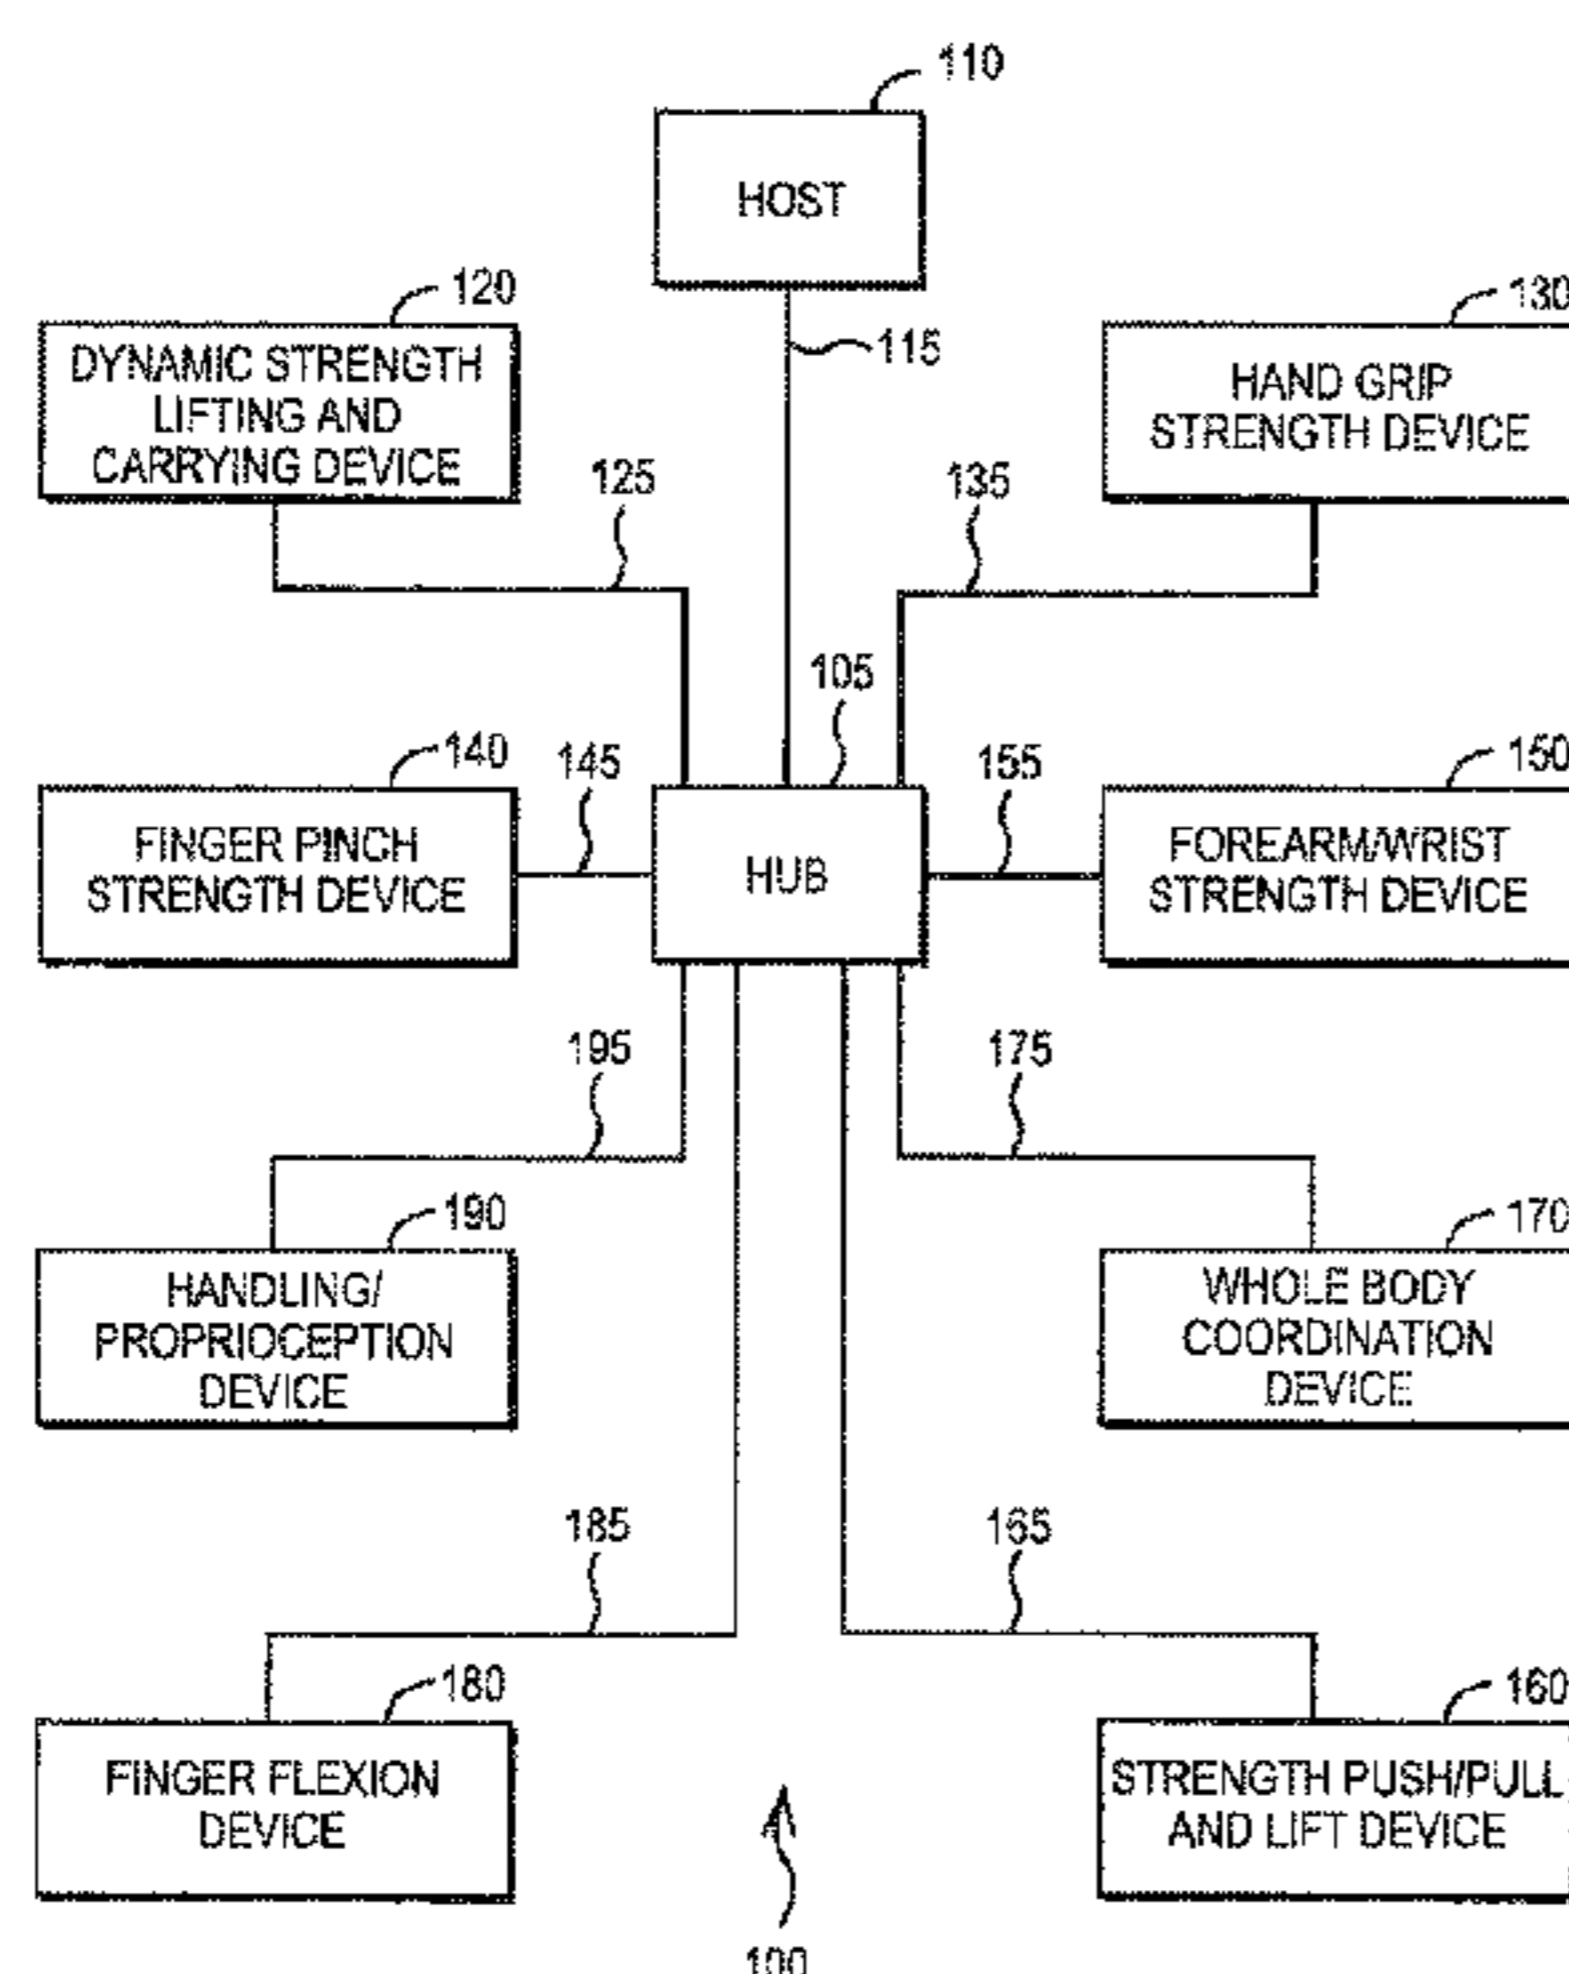 110
HOST
120
130
115
DYNAMIC STRENGTH
LIFTING AND
CARRYING DEVICE
HAND GRIP
STRENGTH DEVICE
125
135
105
140
145
155
150
FINGER PINCH
STRENGTH DEVICE
HUB
FOREARM/WRIST
STRENGTH DEVICE
195
175
190
170
HANDLING/
PROPRIOCEPTION
DEVICE
WHOLE BODY
COORDINATION
DEVICE
185
165
180
160
FINGER FLEXION
DEVICE
STRENGTH PUSH/PULL
AND LIFT DEVICE
100